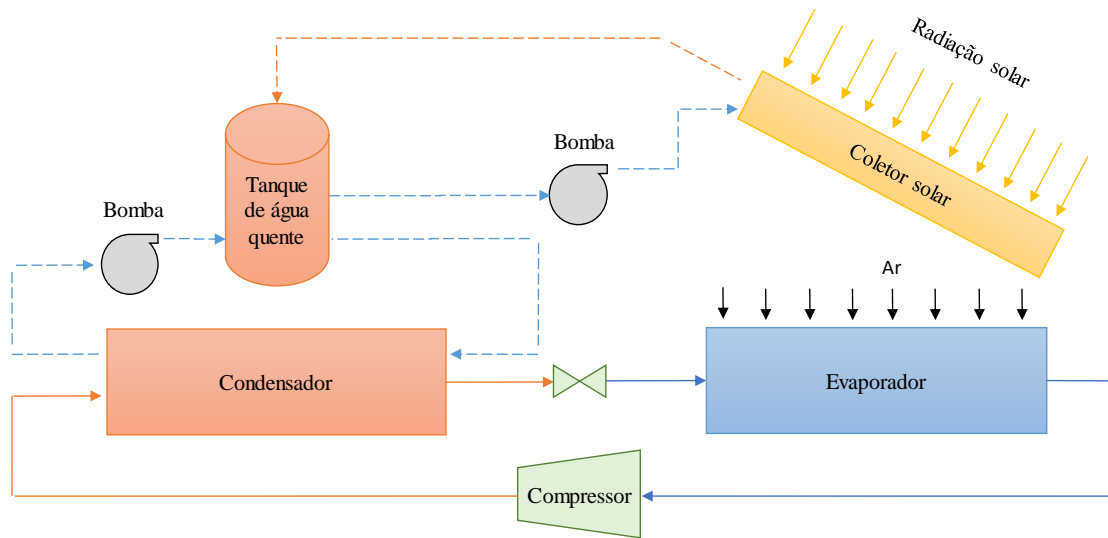 Radiação solar
Coletor solar
Bomba
Tanque
de água
quente
Bomba
Ar
Condensador
Evaporador
Compressor